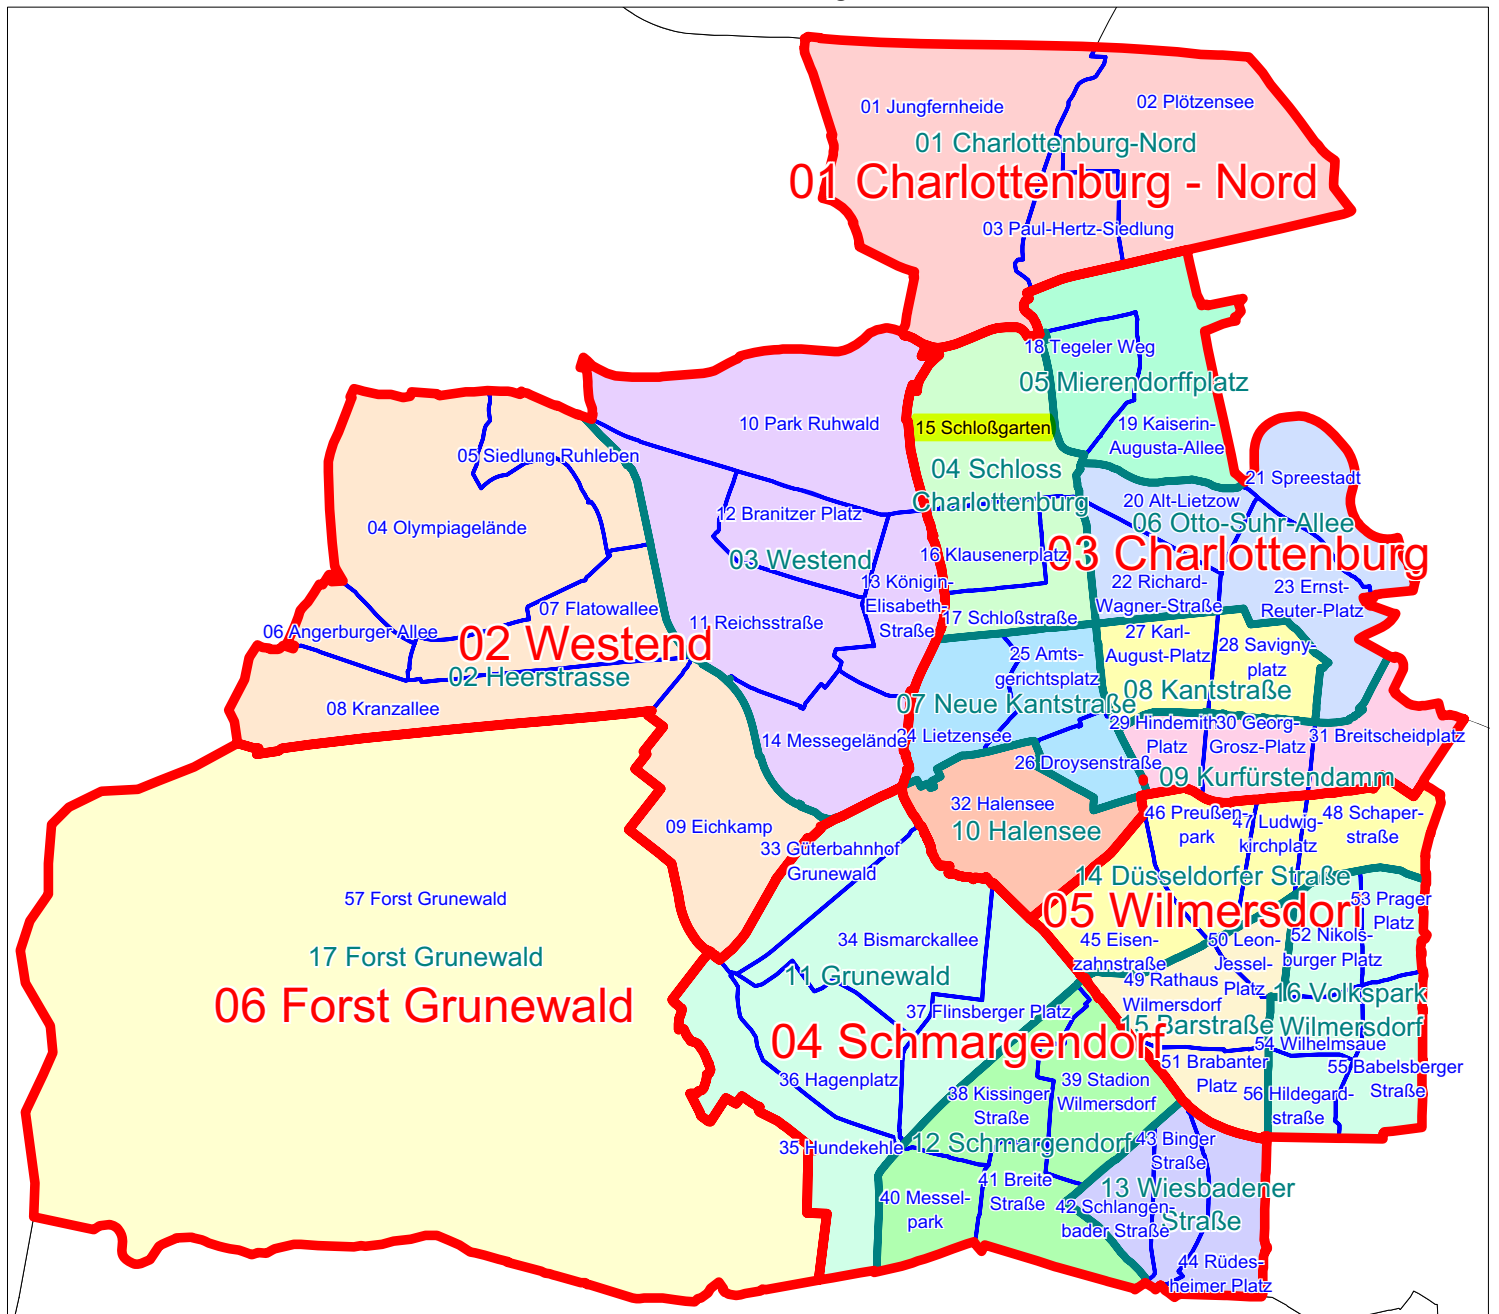 01 Jungfernheide
02 Plötzensee
01 Charlottenburg-Nord
01 Charlottenburg - Nord
03 Paul-Hertz-Siedlung
18 Tegeler Weg
05 Mierendorffplatz
19 Kaiserin-
Augusta-Allee
10 Park Ruhwald
15 Schloßgarten
04 Schloss
Charlottenburg
05 Siedlung Ruhleben
04 Olympiagelände
12 Branitzer Platz
03 Westend
13 Königin-
Elisabeth-
Straße
11 Reichsstraße
16 Klausenerplatz
17 Schloßstraße
21 Spreestadt
20 Alt-Lietzow
06 Otto-Suhr-Allee
03 Charlottenburg
22 Richard-
Wagner-Straße
23 Ernst-
Reuter-Platz
07 Flatowallee
06 Angerburger Allee
02 Westend
02 Heerstrasse
08 Kranzallee
14 Messegelände
25 Amts-
gerichtsplatz
07 Neue Kantstraße
24 Lietzensee
26 Droysenstraße
27 Karl-
August-Platz
28 Savigny-
platz
08 Kantstraße
29 Hindemith-
Platz
30 Georg-
Grosz-Platz
31 Breitscheidplatz
09 Kurfürstendamm
32 Halensee
10 Halensee
09 Eichkamp
33 Güterbahnhof
Grunewald
46 Preußen-
park
47 Ludwig-
kirchplatz
48 Schaper-
straße
14 Düsseldorfer Straße
05 Wilmersdorf
53 Prager
Platz
45 Eisen-
zahnstraße
50 Leon-
Jessel-
Platz
52 Nikols-
burger Platz
49 Rathaus
Wilmersdorf
16 Volkspark
Wilmersdorf
15 Barstraße
54 Wilhelmsaue
51 Brabanter
Platz
55 Babelsberger
Straße
56 Hildegard-
straße
57 Forst Grunewald
17 Forst Grunewald
06 Forst Grunewald
34 Bismarckallee
11 Grunewald
37 Flinsberger Platz
04 Schmargendorf
36 Hagenplatz
38 Kissinger
Straße
39 Stadion
Wilmersdorf
35 Hundekehle
12 Schmargendorf
43 Binger
Straße
40 Messel-
park
41 Breite
Straße
13 Wiesbadener
Straße
42 Schlangen-
bader Straße
44 Rüdes-
heimer Platz